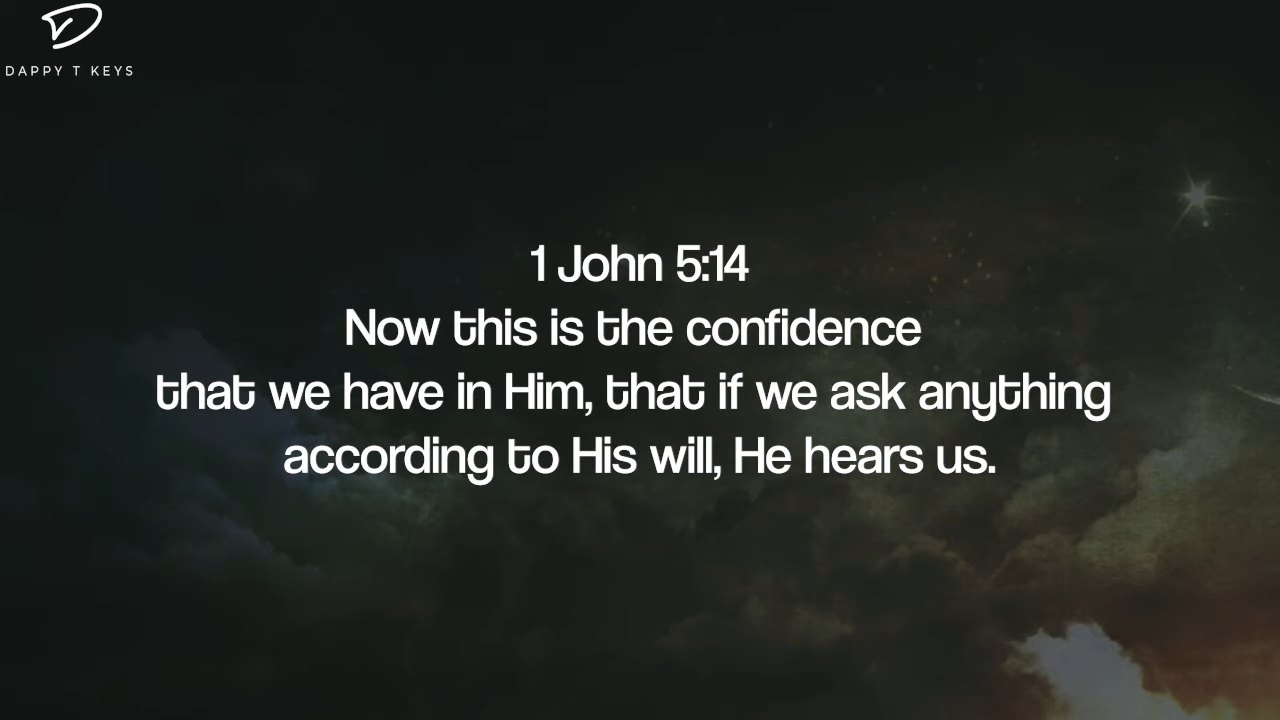 DAPPY T KEYS
1 John 5:14
Now this is the confidence
that we have in Him, that if we ask anything
according to His will, He hears us.